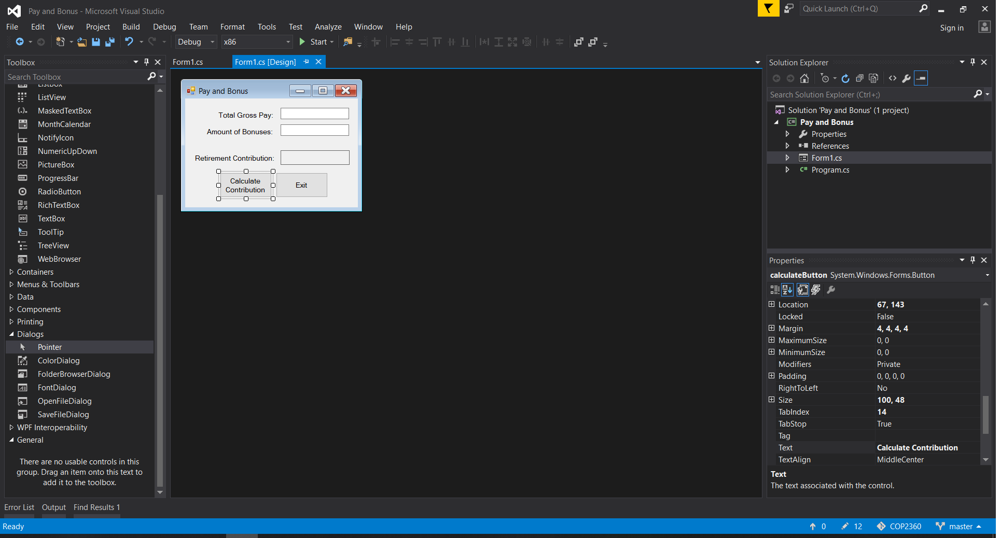 Pay and Bonus - Microsoft Visual Studio
Quick Launch (Ctrl+Q)
File Edit View Project Build Debug Team Format Tools Test Analyze Window Help
Sign in
Debug x86 Start
Toolbox
Search Toolbox
ListBox
ListView
MaskedTextBox
MonthCalendar
NotifyIcon
NumericUpDown
PictureBox
ProgressBar
RadioButton
RichTextBox
TextBox
ToolTip
TreeView
WebBrowser
Containers
Menus & Toolbars
Data
Components
Printing
Dialogs
Pointer
ColorDialog
FolderBrowserDialog
FontDialog
OpenFileDialog
SaveFileDialog
WPF Interoperability
General
There are no usable controls in this
group. Drag an item onto this text to
add it to the toolbox.
Form1.cs Form1.cs [Design]
Pay and Bonus
Total Gross Pay:
Amount of Bonuses:
Retirement Contribution:
Calculate
Contribution
Exit
Solution Explorer
Search Solution Explorer (Ctrl+;)
Solution 'Pay and Bonus' (1 project)
C# Pay and Bonus
Properties
References
Form1.cs
C# Program.cs
Properties
calculateButton System.Windows.Forms.Button
Location 67, 143
Locked False
Margin 4, 4, 4, 4
MaximumSize 0, 0
MinimumSize 0, 0
Modifiers Private
Padding 0, 0, 0, 0
RightToLeft No
Size 100, 48
TabIndex 14
TabStop True
Tag
Text Calculate Contribution
TextAlign MiddleCenter
Text
The text associated with the control.
Error List Output Find Results 1
Ready
0 12 COP2360 master